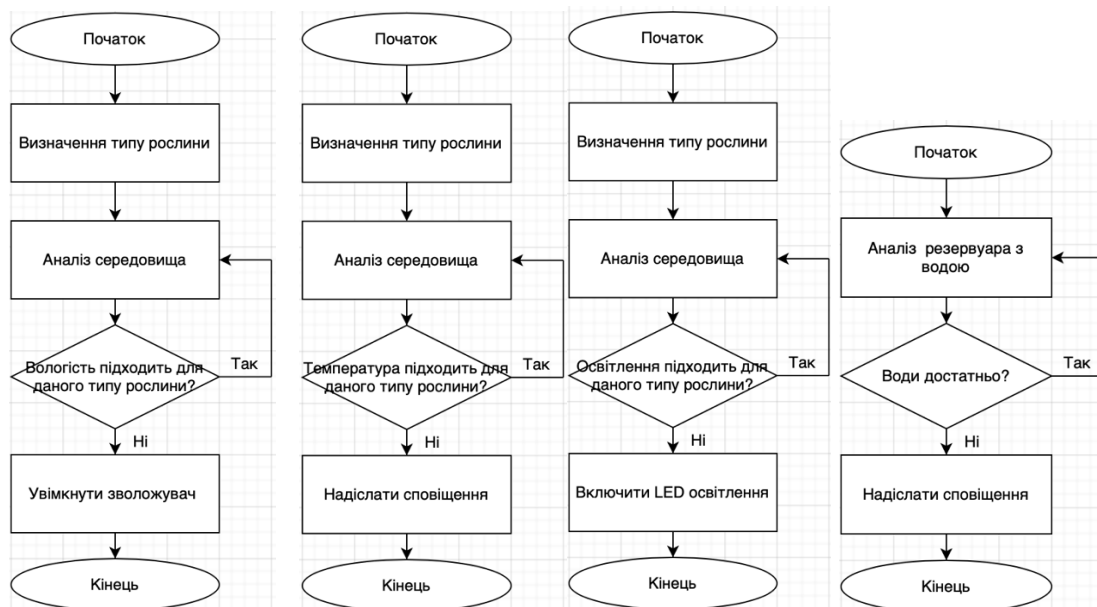 Початок
Визначення типу рослини
Аналіз середовища
Вологість підходить для
даного типу рослини?
Так
Ні
Увімкнути зволожувач
Кінець
Початок
Визначення типу рослини
Аналіз середовища
Температура підходить для
даного типу рослини?
Так
Ні
Надіслати сповіщення
Кінець
Початок
Визначення типу рослини
Аналіз середовища
Освітлення підходить для
даного типу рослини?
Так
Ні
Включити LED освітлення
Кінець
Початок
Аналіз резервуара з
водою
Води достатньо?
Так
Ні
Надіслати сповіщення
Кінець